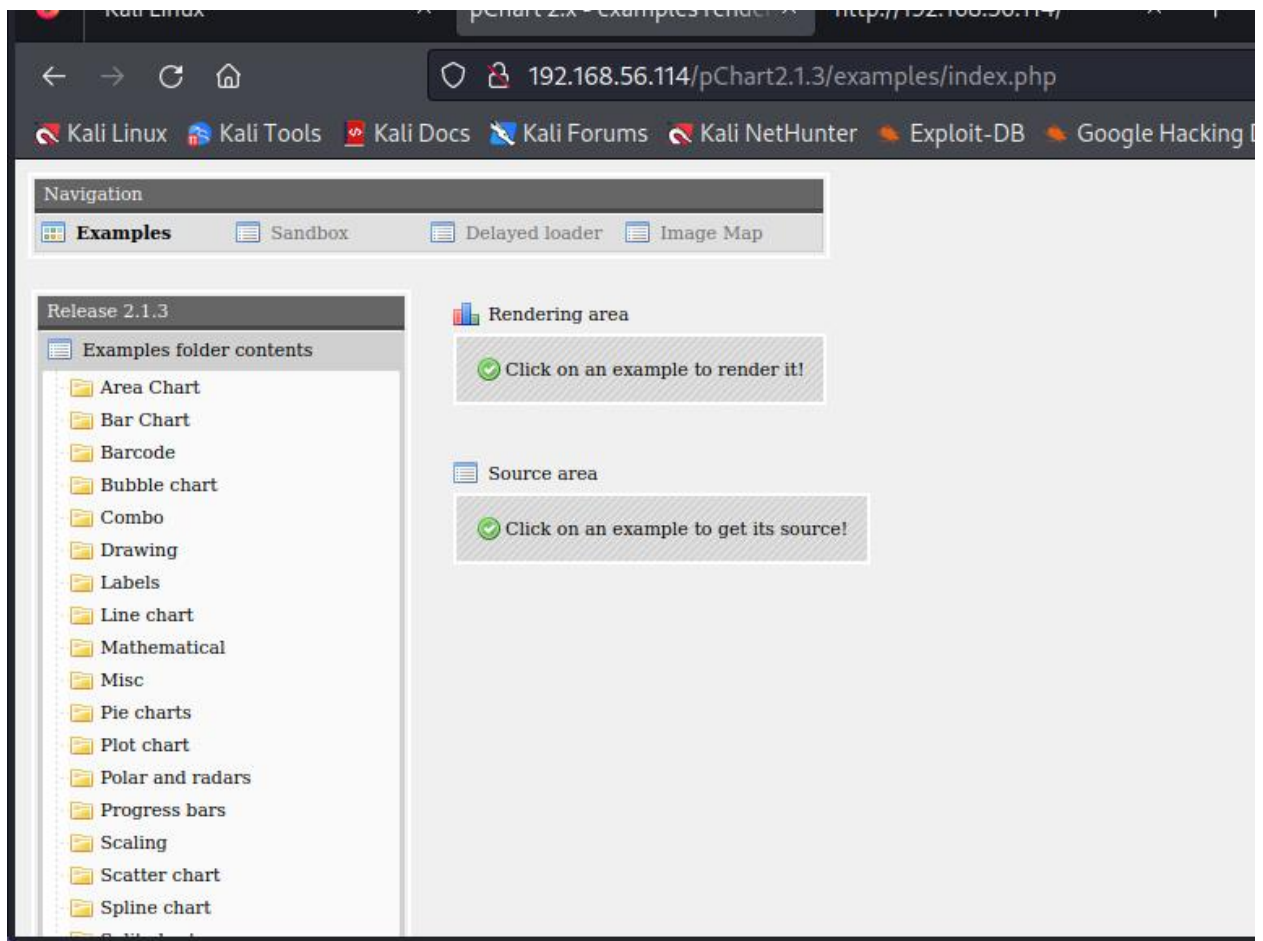 Kali Linux × pChart 2.x - examples render × http://192.168.56.114/ × +
192.168.56.114/pChart2.1.3/examples/index.php
Kali Linux Kali Tools Kali Docs Kali Forums Kali NetHunter Exploit-DB Google Hacking
Navigation
Examples Sandbox Delayed loader Image Map
Release 2.1.3
Examples folder contents
Area Chart
Bar Chart
Barcode
Bubble chart
Combo
Drawing
Labels
Line chart
Mathematical
Misc
Pie charts
Plot chart
Polar and radars
Progress bars
Scaling
Scatter chart
Spline chart
Rendering area
Click on an example to render it!
Source area
Click on an example to get its source!